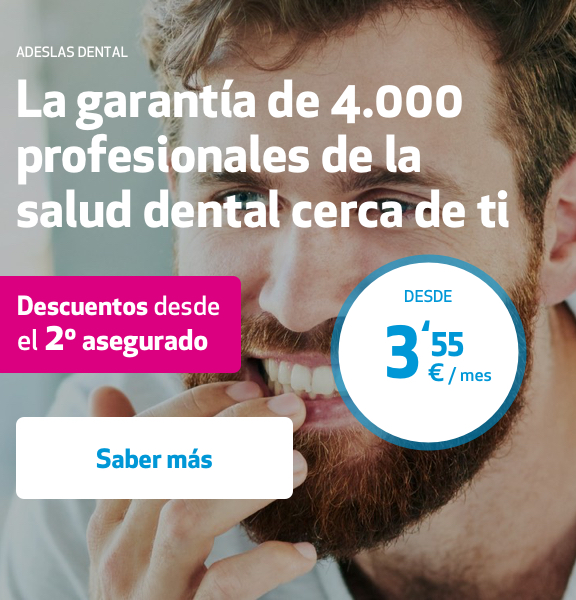 ADESLAS DENTAL
La garantía de 4.000
profesionales de la
salud dental cerca de ti
Descuentos desde
el 2º asegurado
DESDE
3‘55
€ / mes
Saber más